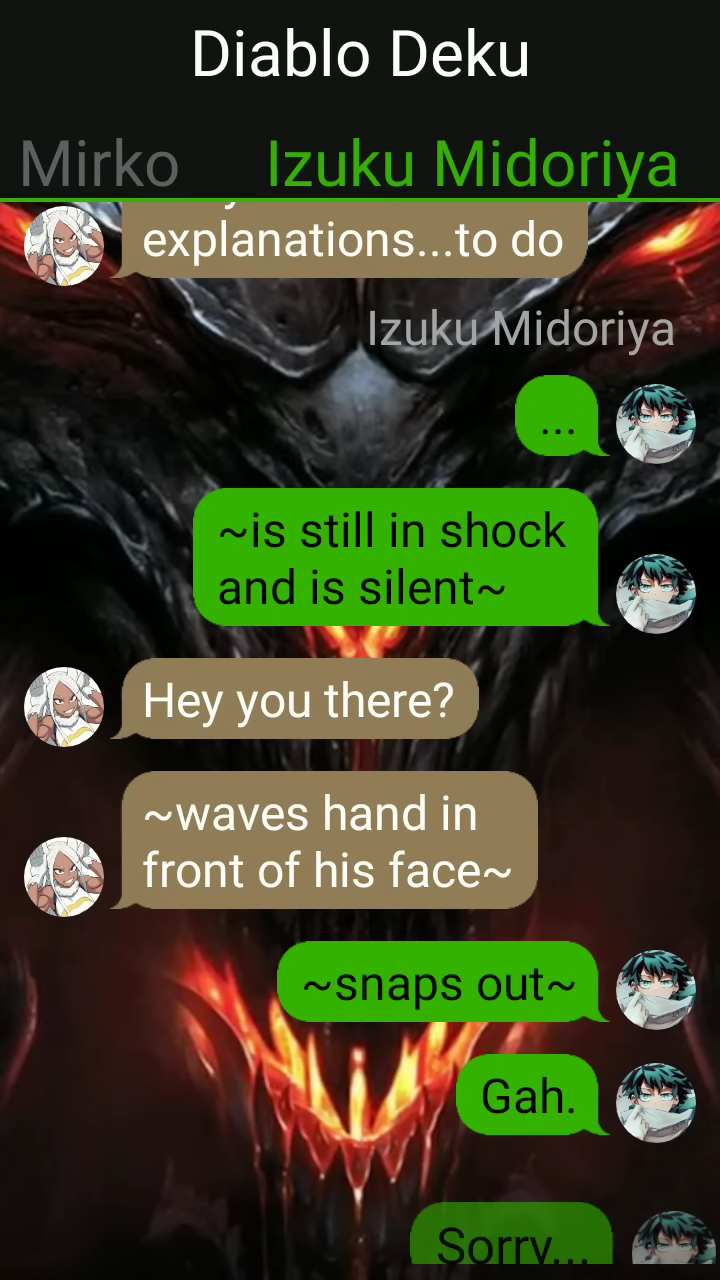 Diablo Deku
Mirko Izuku Midoriya
explanations...to do
Izuku Midoriya
...
~is still in shock
and is silent~
Hey you there?
~waves hand in
front of his face~
~snaps out~
Gah.
Sorry...